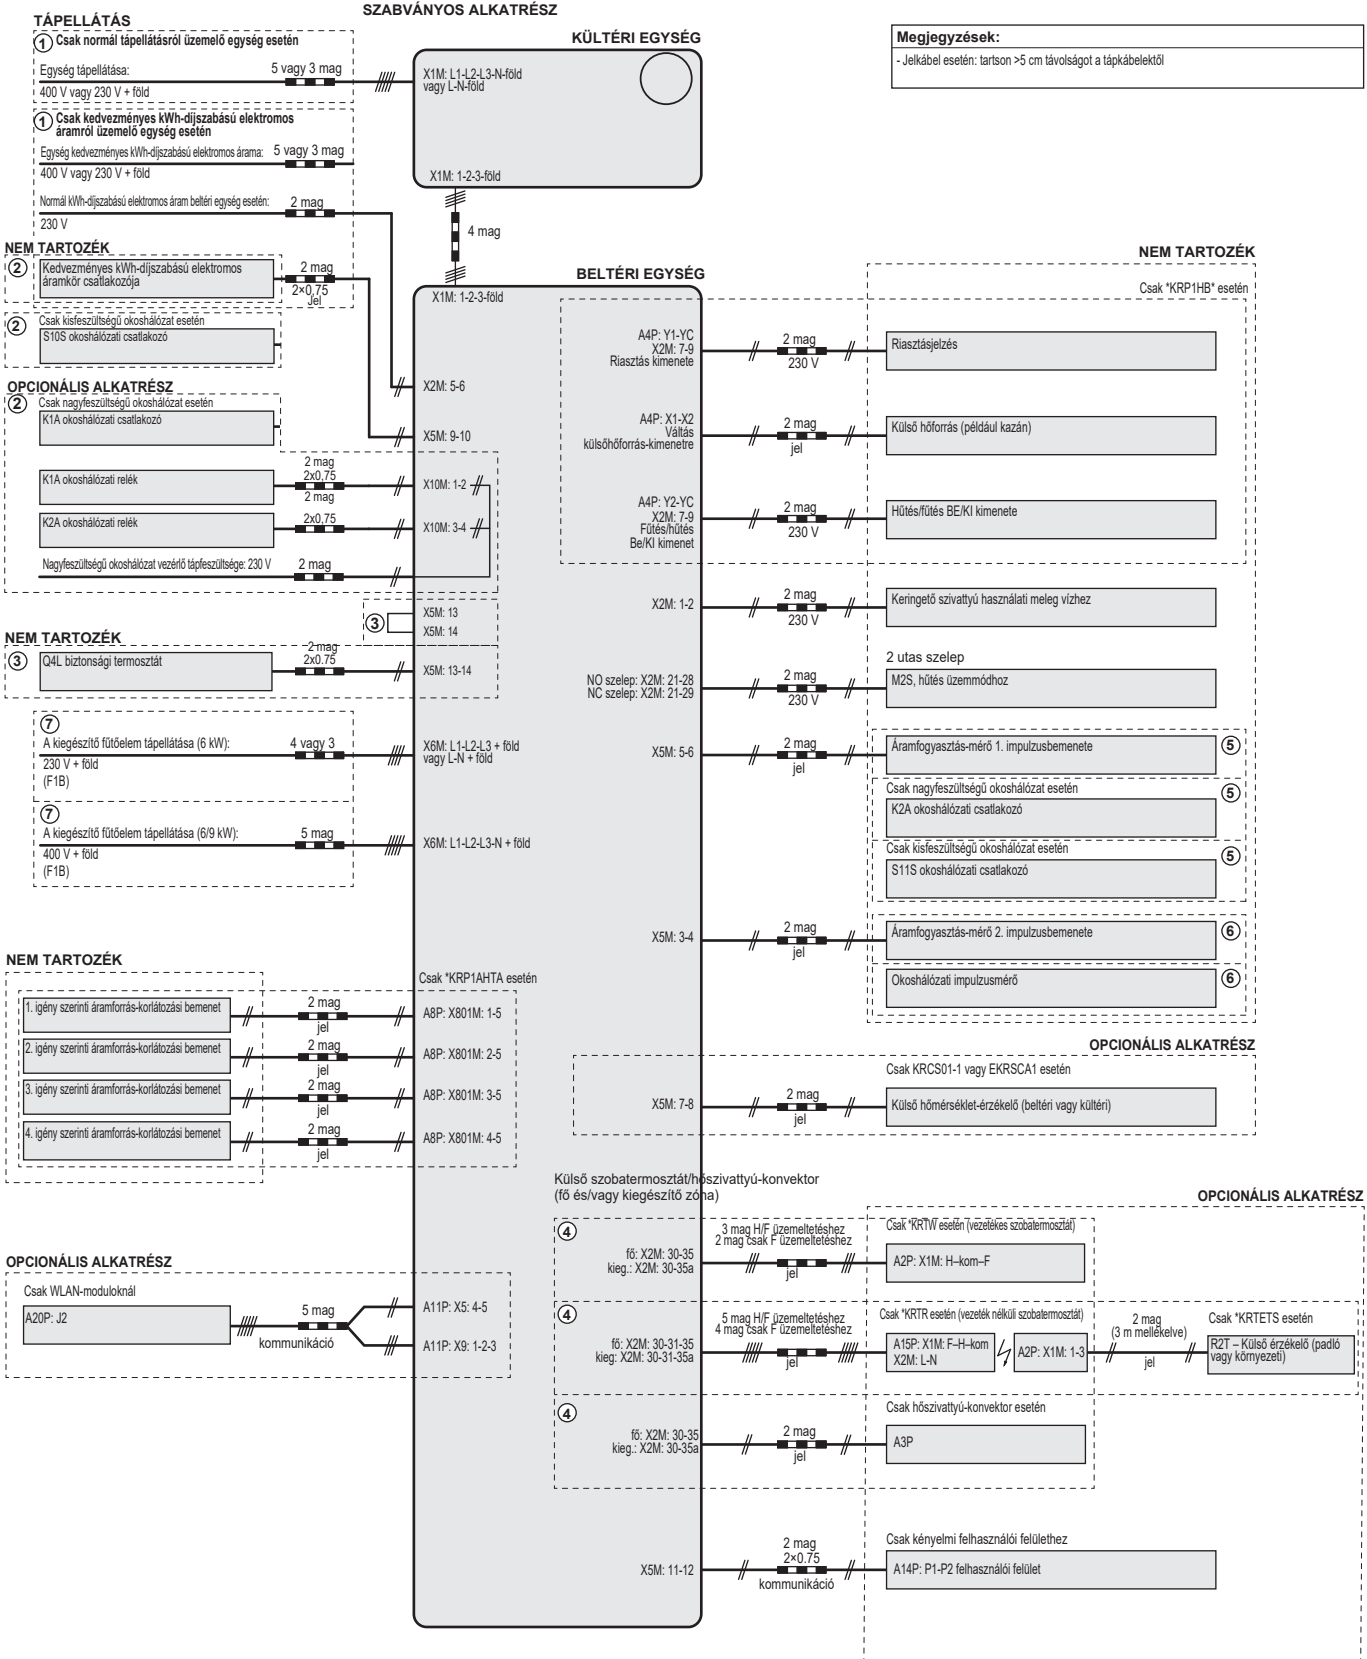 SZABVÁNYOS ALKATRÉSZ
TÁPELLÁTÁS
1 Csak normál tápellátásról üzemelő egység esetén
Egység tápellátása:
5 vagy 3 mag
400 V vagy 230 V + föld
KÜLTÉRI EGYSÉG
X1M: L1-L2-L3-N-föld
vagy L-N-föld
X1M: 1-2-3-föld
4 mag
Megjegyzések:
- Jelkábel esetén: tartson >5 cm távolságot a tápkábelektől
1 Csak kedvezményes kWh-díjszabású elektromos
áramról üzemelő egység esetén
Egység kedvezményes kWh-díjszabású elektromos árama:
5 vagy 3 mag
400 V vagy 230 V + föld
Normál kWh-díjszabású elektromos áram beltéri egység esetén:
2 mag
230 V
NEM TARTOZÉK
2
Kedvezményes kWh-díjszabású elektromos
áramkör csatlakozója
2 mag
2×0,75
Jel
2 Csak kisfeszültségű okoshálózat esetén
S10S okoshálózati csatlakozó
OPCIONÁLIS ALKATRÉSZ
2 Csak nagyfeszültségű okoshálózat esetén
K1A okoshálózati csatlakozó
K1A okoshálózati relék
2 mag
2x0,75
2 mag
K2A okoshálózati relék
2x0,75
Nagyfeszültségű okoshálózat vezérlő tápfeszültsége: 230 V
2 mag
BELTÉRI EGYSÉG
X1M: 1-2-3-föld
X2M: 5-6
X5M: 9-10
X10M: 1-2
X10M: 3-4
3
X5M: 13
X5M: 14
NEM TARTOZÉK
3
Q4L biztonsági termosztát
2 mag
2x0.75
X5M: 13-14
7
A kiegészítő fűtőelem tápellátása (6 kW):
4 vagy 3
230 V + föld
(F1B)
X6M: L1-L2-L3 + föld
vagy L-N + föld
7
A kiegészítő fűtőelem tápellátása (6/9 kW):
5 mag
400 V + föld
(F1B)
X6M: L1-L2-L3-N + föld
NEM TARTOZÉK
Csak *KRP1AHTA esetén
1. igény szerinti áramforrás-korlátozási bemenet
2 mag
jel
A8P: X801M: 1-5
2. igény szerinti áramforrás-korlátozási bemenet
2 mag
jel
A8P: X801M: 2-5
3. igény szerinti áramforrás-korlátozási bemenet
2 mag
jel
A8P: X801M: 3-5
4. igény szerinti áramforrás-korlátozási bemenet
2 mag
jel
A8P: X801M: 4-5
OPCIONÁLIS ALKATRÉSZ
Csak WLAN-moduloknál
A20P: J2
5 mag
kommunikáció
A11P: X5: 4-5
A11P: X9: 1-2-3
NEM TARTOZÉK
Csak *KRP1HB* esetén
A4P: Y1-YC
X2M: 7-9
Riasztás kimenete
2 mag
230 V
Riasztásjelzés
A4P: X1-X2
Váltás
külsőhőforrás-kimenetre
2 mag
jel
Külső hőforrás (például kazán)
A4P: Y2-YC
X2M: 7-9
Fűtés/hűtés
Be/KI kimenet
2 mag
230 V
Hűtés/fűtés BE/KI kimenete
X2M: 1-2
2 mag
230 V
Keringető szivattyú használati meleg vízhez
2 utas szelep
NO szelep: X2M: 21-28
NC szelep: X2M: 21-29
2 mag
230 V
M2S, hűtés üzemmódhoz
X5M: 5-6
2 mag
jel
Áramfogyasztás-mérő 1. impulzusbemenete
5
Csak nagyfeszültségű okoshálózat esetén
5
K2A okoshálózati csatlakozó
Csak kisfeszültségű okoshálózat esetén
5
S11S okoshálózati csatlakozó
X5M: 3-4
2 mag
jel
Áramfogyasztás-mérő 2. impulzusbemenete
6
Okoshálózati impulzusmérő
6
OPCIONÁLIS ALKATRÉSZ
Csak KRCS01-1 vagy EKRSCA1 esetén
X5M: 7-8
2 mag
jel
Külső hőmérséklet-érzékelő (beltéri vagy kültéri)
Külső szobatermosztát/hőszivattyú-konvektor
(fő és/vagy kiegészítő zóna)
OPCIONÁLIS ALKATRÉSZ
4
fő: X2M: 30-35
kieg.: X2M: 30-35a
3 mag H/F üzemeltetéshez
2 mag csak F üzemeltetéshez
jel
Csak *KRTW esetén (vezetékes szobatermosztát)
A2P: X1M: H–kom–F
4
fő: X2M: 30-31-35
kieg: X2M: 30-31-35a
5 mag H/F üzemeltetéshez
4 mag csak F üzemeltetéshez
jel
Csak *KRTR esetén (vezeték nélküli szobatermosztát)
A15P: X1M: F–H–kom
X2M: L-N
A2P: X1M: 1-3
2 mag
(3 m mellékelve)
jel
Csak *KRTETS esetén
R2T – Külső érzékelő (padló
vagy környezeti)
4
fő: X2M: 30-35
kieg.: X2M: 30-35a
2 mag
jel
Csak hőszivattyú-konvektor esetén
A3P
X5M: 11-12
2 mag
2×0.75
kommunikáció
Csak kényelmi felhasználói felülethez
A14P: P1-P2 felhasználói felület